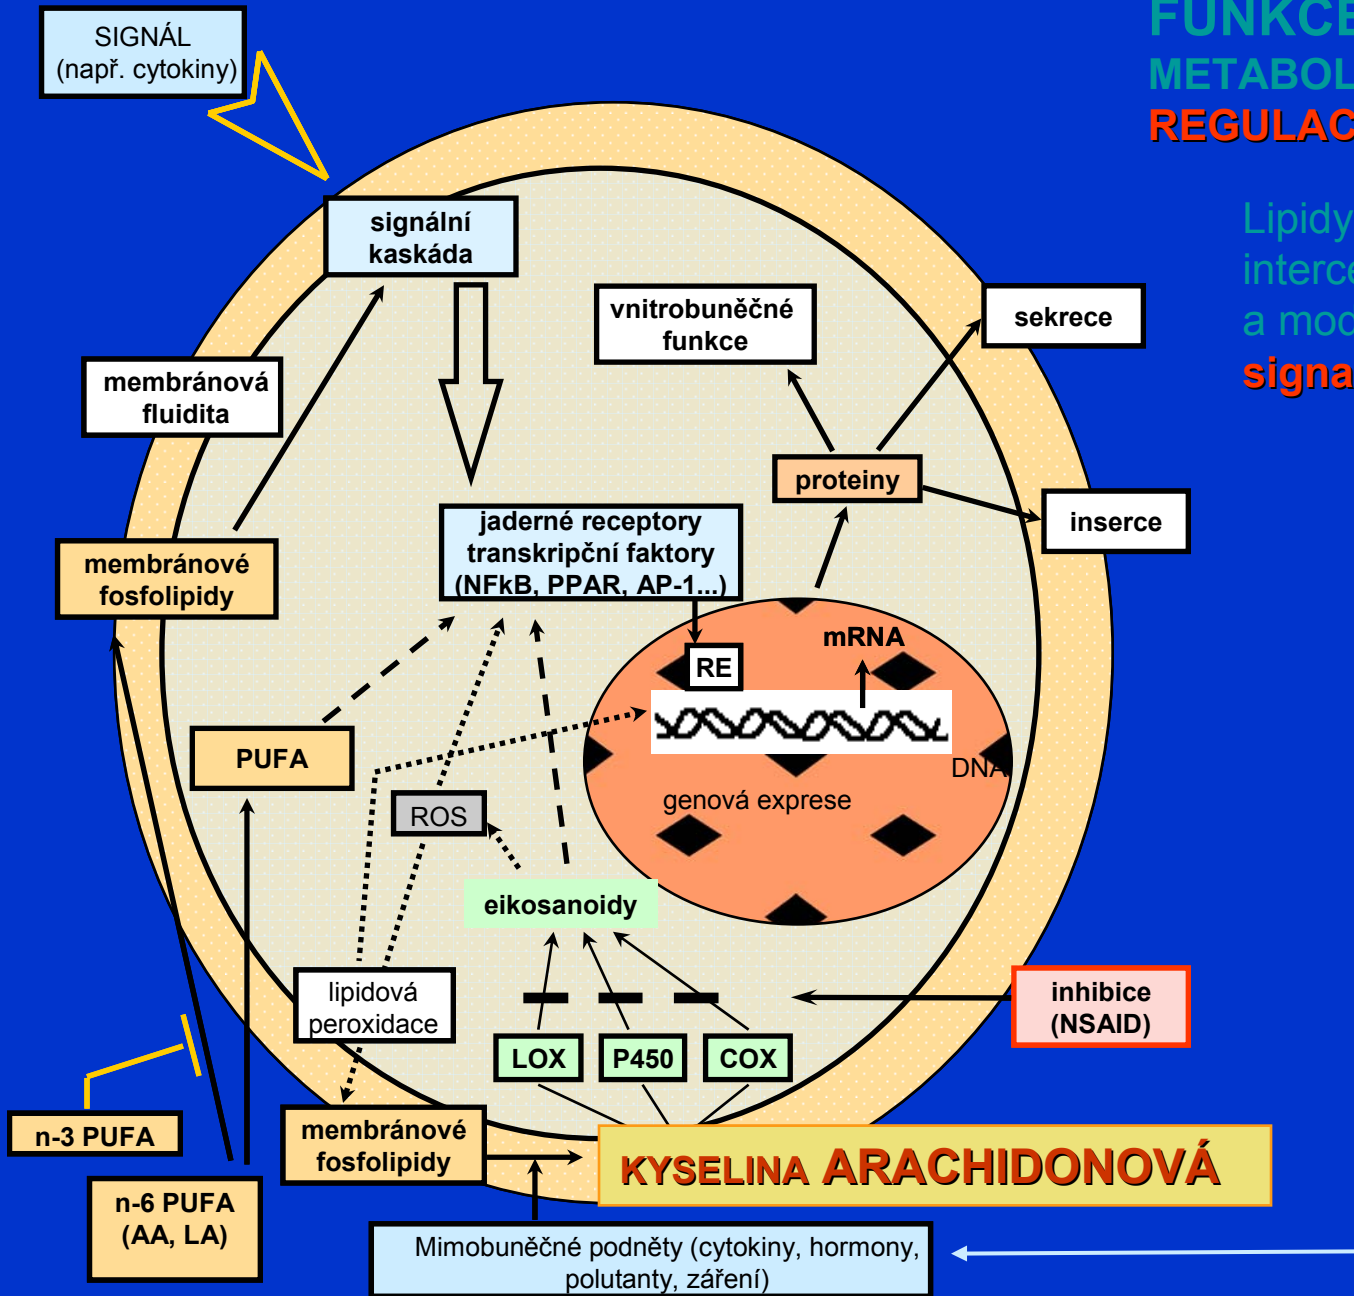 SIGNÁL
(např. cytokiny)
FUNKCE
METABOL
REGULAC
Lipidy
interce
a mod
signa
signální
kaskáda
vnitrobuněčné
funkce
sekrece
membránová
fluidita
proteiny
inserce
jaderné receptory
transkripční faktory
(NFkB, PPAR, AP-1...)
membránové
fosfolipidy
mRNA
RE
PUFA
DNA
genová exprese
ROS
eikosanoidy
lipidová
peroxidace
inhibice
(NSAID)
LOX
P450
COX
n-3 PUFA
membránové
fosfolipidy
KYSELINA ARACHIDONOVÁ
n-6 PUFA
(AA, LA)
Mimobuněčné podněty (cytokiny, hormony,
polutanty, záření)